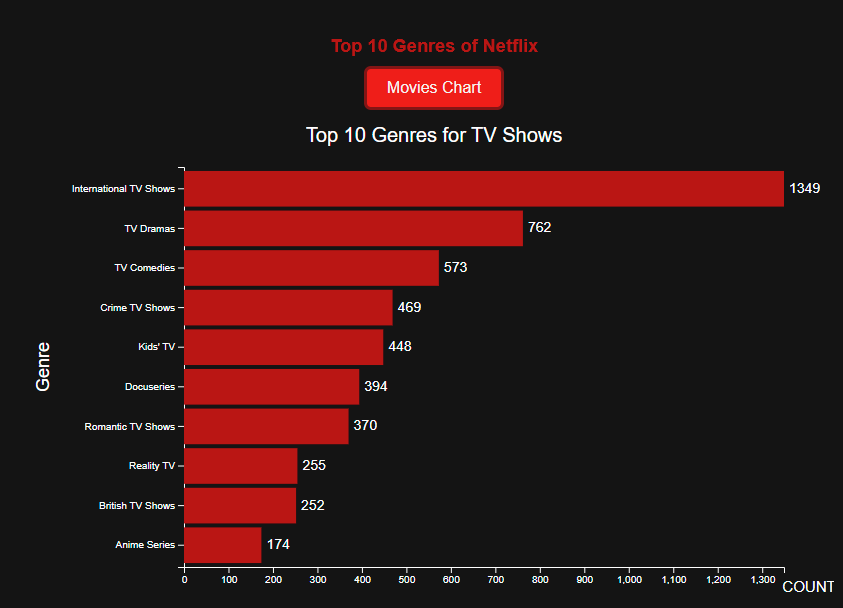 Top 10 Genres of Netflix
Movies Chart
Top 10 Genres for TV Shows
International TV Shows 1349
TV Dramas 762
TV Comedies 573
Crime TV Shows 469
Kids' TV 448
Genre
Docuseries 394
Romantic TV Shows 370
Reality TV 255
British TV Shows 252
Anime Series 174
0 100 200 300 400 500 600 700 800 900 1,000 1,100 1,200 1,300
COUNT